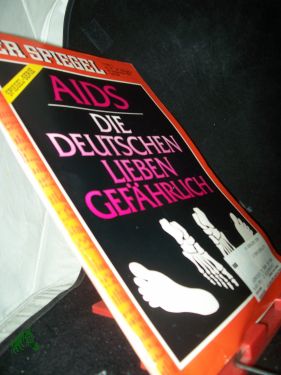 ER SPIEGEL
AIDS
DIE
DEUTSCHEN
LIEBEN
GEFÄHRLICH